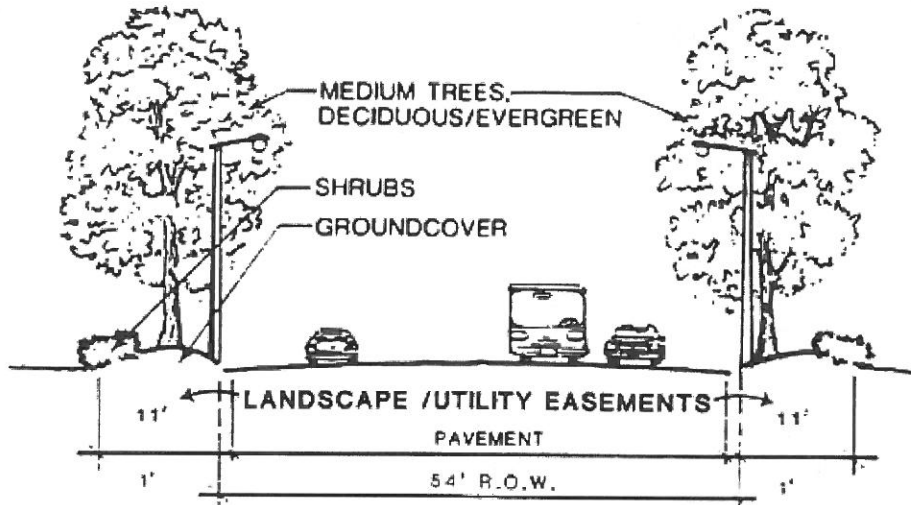 MEDIUM TREES,
DECIDUOUS/EVERGREEN
SHRUBS
GROUNDCOVER
LANDSCAPE /UTILITY EASEMENTS
11' 11'
PAVEMENT
1' 54' R.O.W. 1'